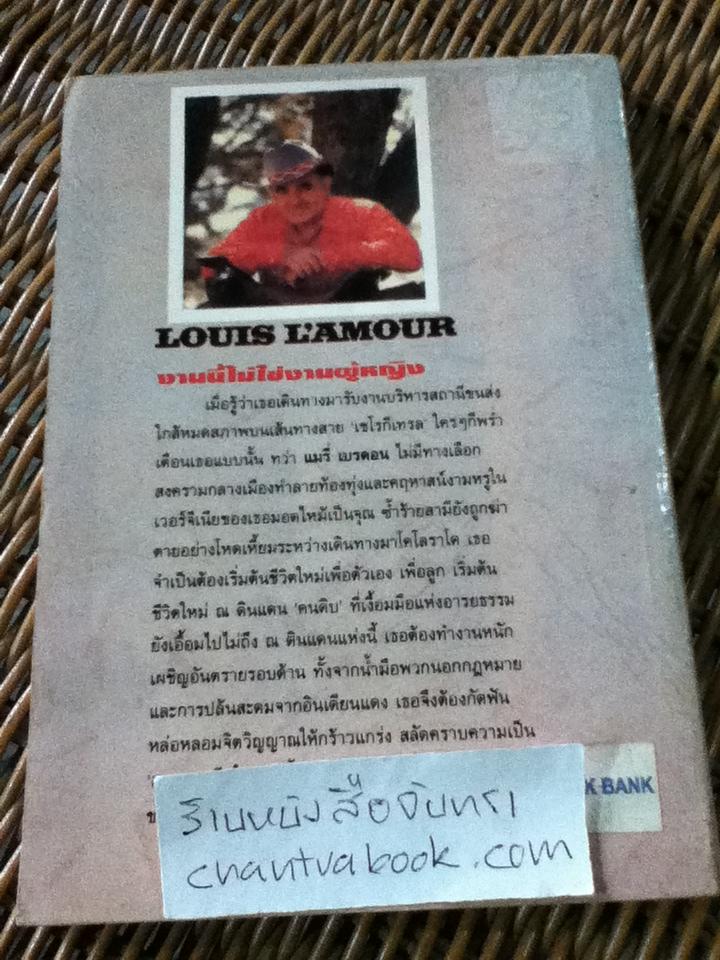 LOUIS L'AMOUR
งานนี้ไม่ใช่งานผู้หญิง
เมื่อรู้ว่าเธอเดินทางมารับงานบริหารสถานีขนส่ง
ใกล้หมดสภาพบนเส้นทางสาย 'เชโรกีเทรล' ใครๆก็พร่ำ
เตือนเธอแบบนั้น ทว่า แมรี่ เบรดอน ไม่มีทางเลือก
สงครามกลางเมืองทำลายท้องทุ่งและคฤหาสน์งามหรูใน
เวอร์จิเนียของเธอมอดไหม้เป็นจุณ ซ้ำร้ายสามียังถูกฆ่า
ตายอย่างโหดเหี้ยมระหว่างเดินทางมาโคโลราโด เธอ
จำเป็นต้องเริ่มต้นชีวิตใหม่เพื่อตัวเอง เพื่อลูก เริ่มต้น
ชีวิตใหม่ ณ ดินแดน 'คนดิบ' ที่เงื้อมมือแห่งอารยธรรม
ยังเอื้อมไปไม่ถึง ณ ดินแดนแห่งนี้ เธอต้องทำงานหนัก
เผชิญอันตรายรอบด้าน ทั้งจากน้ำมือพวกนอกกฎหมาย
และการปล้นสะดมจากอินเดียนแดง เธอจึงต้องกัดฟัน
หล่อหลอมจิตวิญญาณให้กร้าวแกร่ง สลัดคราบความเป็น
K BANK
ร้านหนังสือจันทรา
chantrabook.com